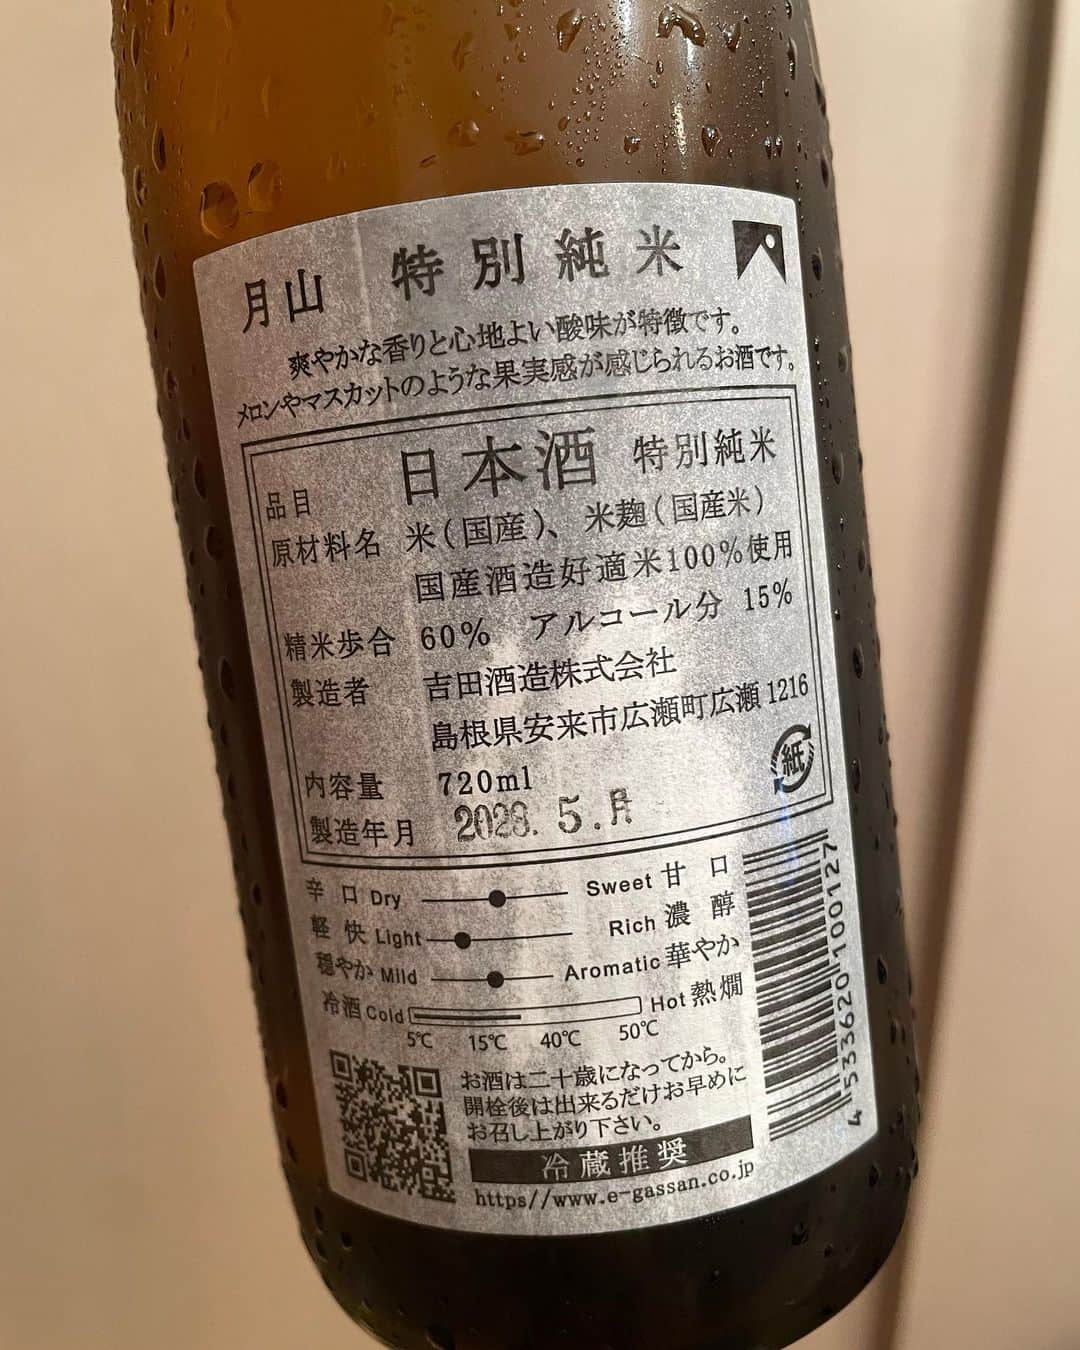 月山 特別純米
爽やかな香りと心地よい酸味が特徴です。
メロンやマスカットのような果実感が感じられるお酒です。
品目 日本酒 特別純米
原材料名 米(国産)、米麹(国産米)
国産酒造好適米100%使用
精米歩合 60% アルコール分 15%
製造者 吉田酒造株式会社
島根県安来市広瀬町広瀬1216
紙
内容量 720ml
製造年月 2023. 5.月
辛口 Dry Sweet 甘口
軽快 Light Rich 濃醇
穏やか Mild Aromatic 華やか
冷酒 Cold Hot 熱燗
5℃ 15℃ 40℃ 50℃
お酒は二十歳になってから。
開栓後は出来るだけお早めに
お召し上がり下さい。
冷蔵推奨
https//www.e-gassan.co.jp
4 533620 100127